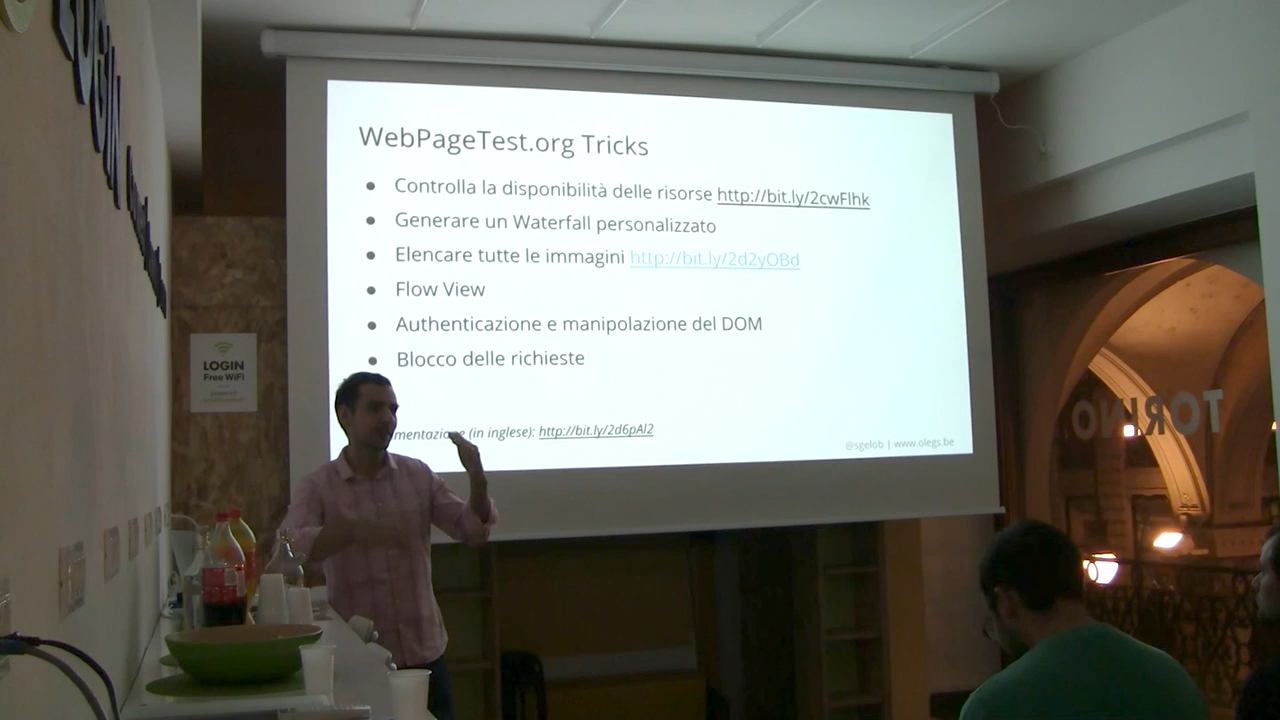 WebPageTest.org Tricks
● Controlla la disponibilità delle risorse http://bit.ly/2cwFlhk
● Generare un Waterfall personalizzato
● Elencare tutte le immagini http://bit.ly/2d2yOBd
● Flow View
● Authenticazione e manipolazione del DOM
● Blocco delle richieste
mentazione (in inglese): http://bit.ly/2d6pAl2
@sgelob | www.olegs.be
LOGIN
Free WiFi
TORINO